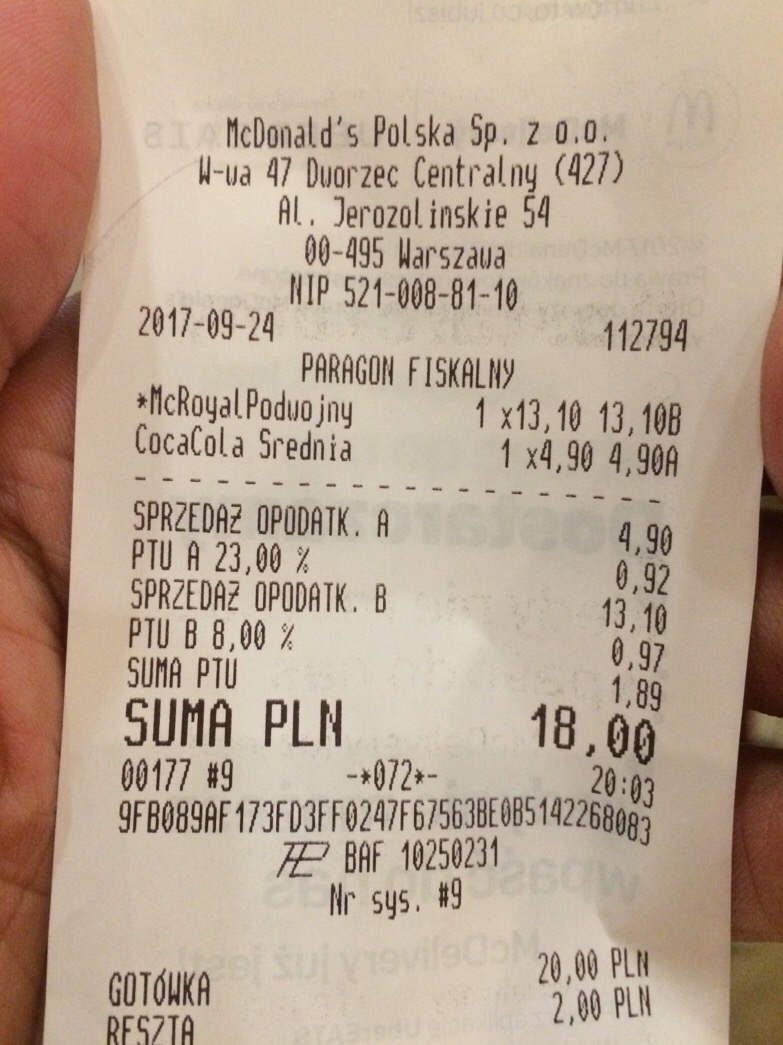 McDonald's Polska Sp. z o.o.
W-wa 47 Dworzec Centralny (427)
Al. Jerozolimskie 54
00-495 Warszawa
NIP 521-008-81-10
2017-09-24 112794
PARAGON FISKALNY
*McRoyalPodwojny 1 x13,10 13,10B
CocaCola Srednia 1 x4,90 4,90A
- - - - - - - - - - - - - - - - - - - -
SPRZEDAŻ OPODATK. A 4,90
PTU A 23,00 % 0,92
SPRZEDAŻ OPODATK. B 13,10
PTU B 8,00 % 0,97
SUMA PTU 1,89
SUMA PLN 18,00
00177 #9 -*072*- 20:03
9FB089AF173FD3FF0247F67563BE0B5142268083
BAF 10250231
Nr sys. #9
GOTÓWKA 20,00 PLN
RESZTA 2,00 PLN